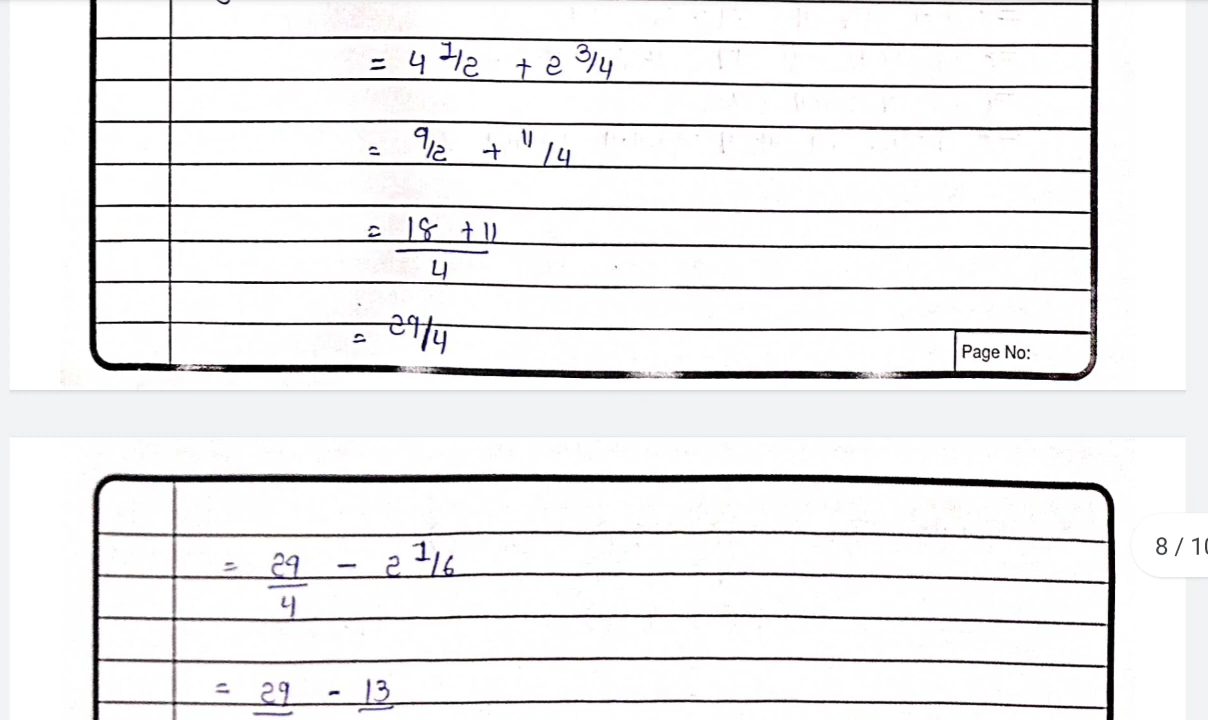 = 4 1/2 + 2 3/4
= 9/2 + 11/4
= 18 + 11
4
= 29/4
Page No:
= 29 - 2 1/6
4
8 / 10
= 29 - 13